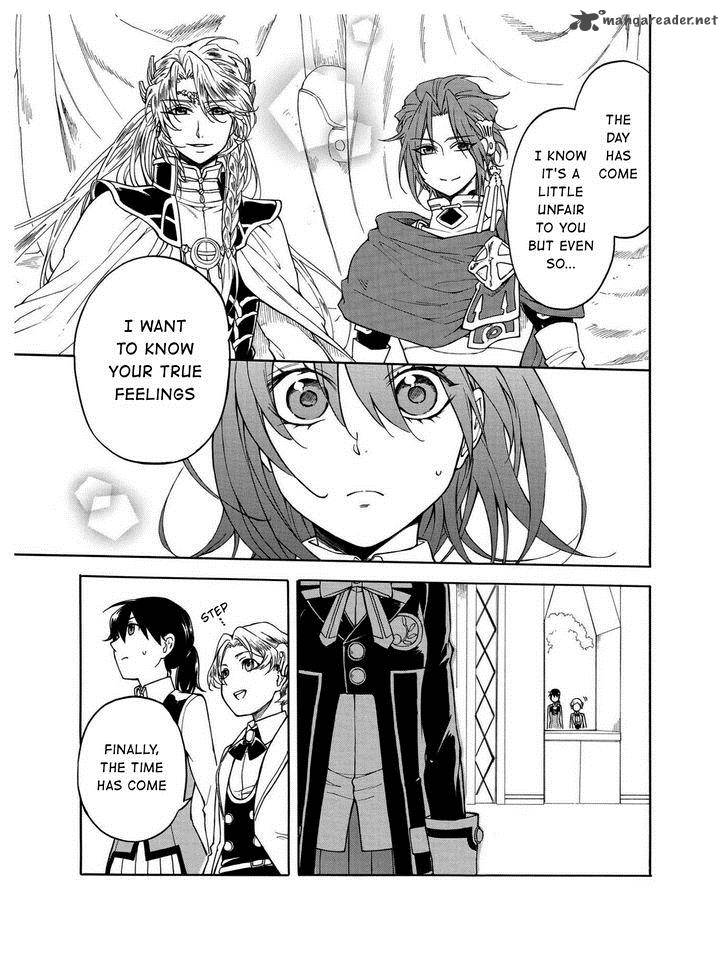 mangareader.net
THE
DAY
HAS
COME
I KNOW
IT'S A
LITTLE
UNFAIR
TO YOU
BUT EVEN
SO...
I WANT
TO KNOW
YOUR TRUE
FEELINGS
STEP
FINALLY,
THE TIME
HAS COME